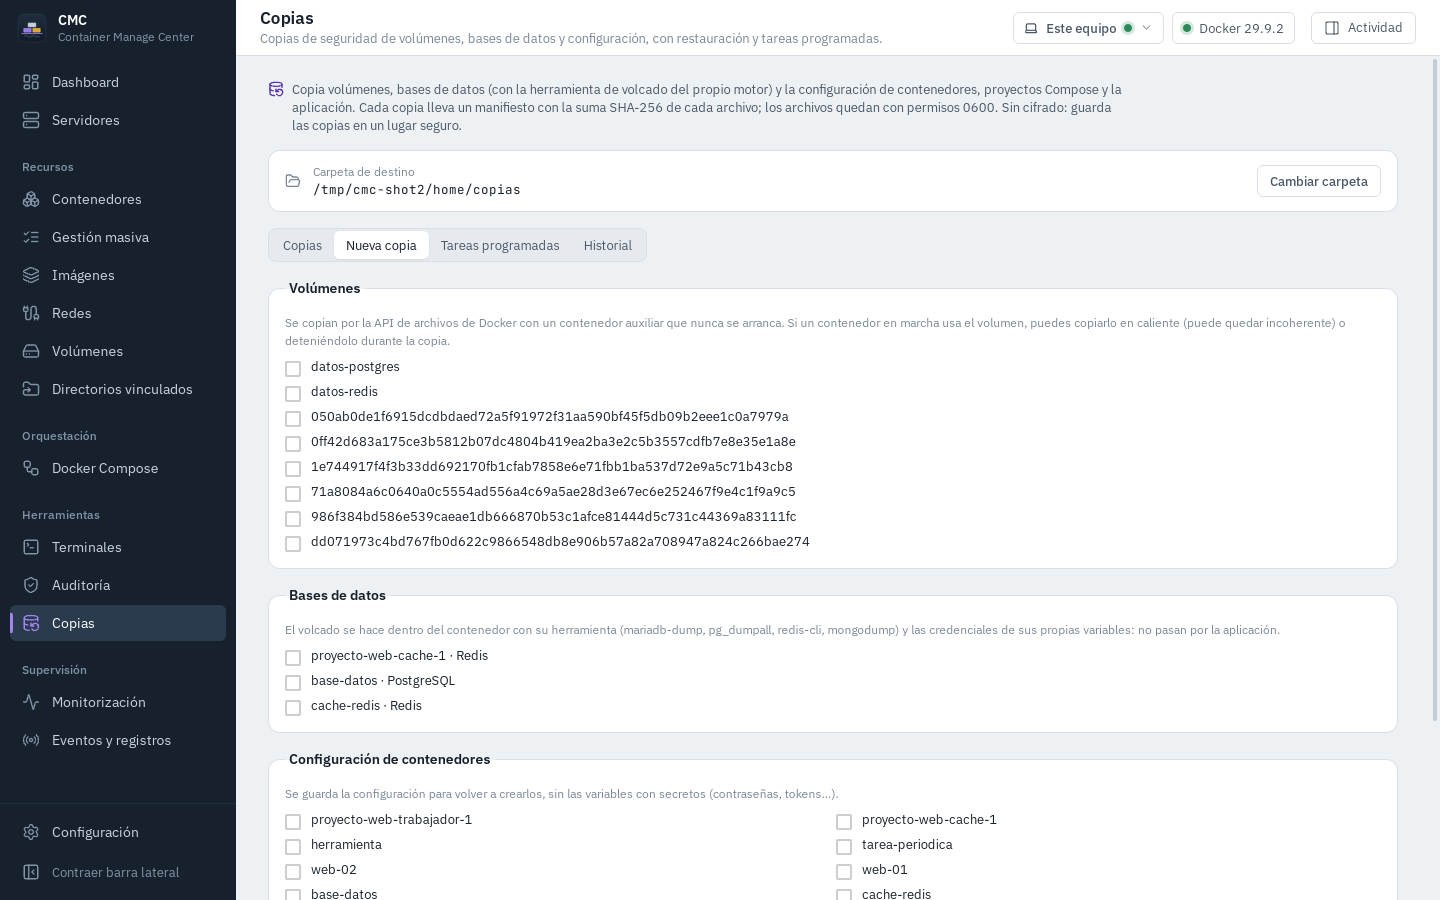 CMC
Container Manage Center
Dashboard
Servidores
Recursos
Contenedores
Gestión masiva
Imágenes
Redes
Volúmenes
Directorios vinculados
Orquestación
Docker Compose
Herramientas
Terminales
Auditoría
Copias
Supervisión
Monitorización
Eventos y registros
Configuración
Contraer barra lateral
Copias
Copias de seguridad de volúmenes, bases de datos y configuración, con restauración y tareas programadas.
Este equipo
Docker 29.9.2
Actividad
Copia volúmenes, bases de datos (con la herramienta de volcado del propio motor) y la configuración de contenedores, proyectos Compose y la
aplicación. Cada copia lleva un manifiesto con la suma SHA-256 de cada archivo; los archivos quedan con permisos 0600. Sin cifrado: guarda
las copias en un lugar seguro.
Carpeta de destino
/tmp/cmc-shot2/home/copias
Cambiar carpeta
Copias
Nueva copia
Tareas programadas
Historial
Volúmenes
Se copian por la API de archivos de Docker con un contenedor auxiliar que nunca se arranca. Si un contenedor en marcha usa el volumen, puedes copiarlo en caliente (puede quedar incoherente) o
deteniéndolo durante la copia.
datos-postgres
datos-redis
050ab0de1f6915dcdbdaed72a5f91972f31aa590bf45f5db09b2eee1c0a7979a
0ff42d683a175ce3b5812b07dc4804b419ea2ba3e2c5b3557cdfb7e8e35e1a8e
1e744917f4f3b33dd692170fb1cfab7858e6e71fbb1ba537d72e9a5c71b43cb8
71a8084a6c0640a0c5554ad556a4c69a5ae28d3e67ec6e252467f9e4c1f9a9c5
986f384bd586e539caeae1db666870b53c1afce81444d5c731c44369a83111fc
dd071973c4bd767fb0d622c9866548db8e906b57a82a708947a824c266bae274
Bases de datos
El volcado se hace dentro del contenedor con su herramienta (mariadb-dump, pg_dumpall, redis-cli, mongodump) y las credenciales de sus propias variables: no pasan por la aplicación.
proyecto-web-cache-1 · Redis
base-datos · PostgreSQL
cache-redis · Redis
Configuración de contenedores
Se guarda la configuración para volver a crearlos, sin las variables con secretos (contraseñas, tokens…).
proyecto-web-trabajador-1
proyecto-web-cache-1
herramienta
tarea-periodica
web-02
web-01
base-datos
cache-redis